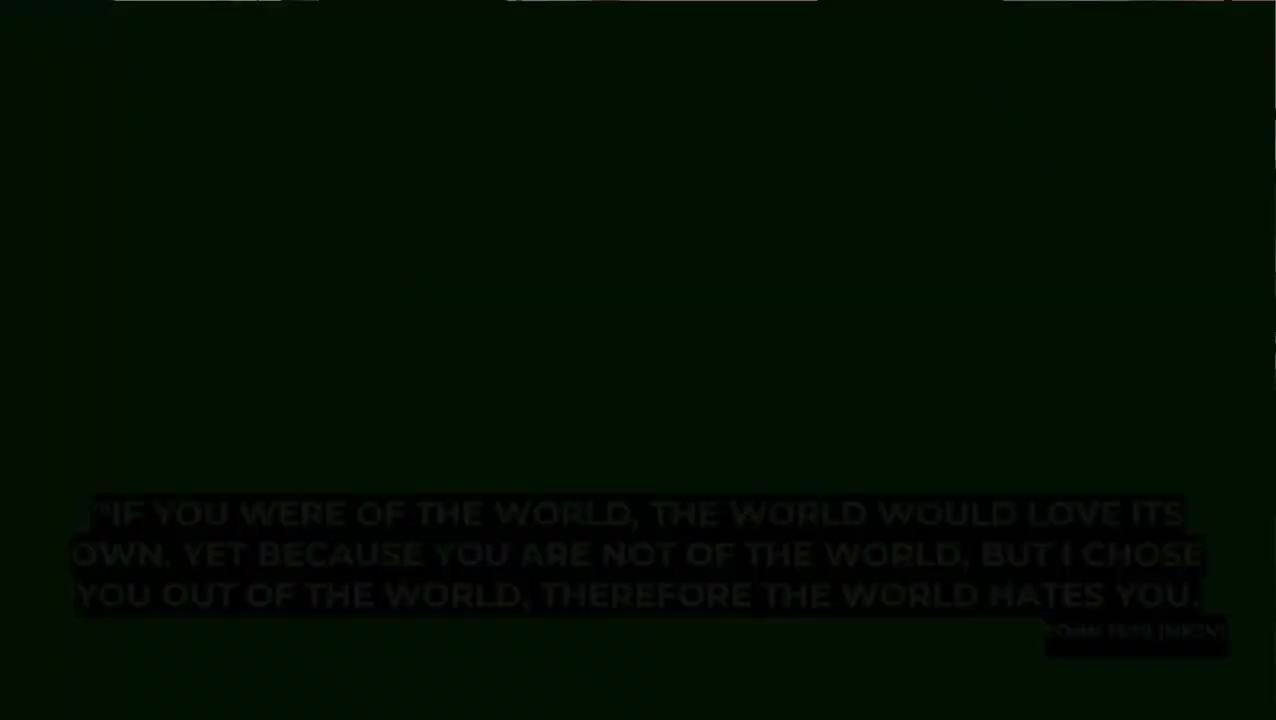 "IF YOU WERE OF THE WORLD, THE WORLD WOULD LOVE ITS
OWN. YET BECAUSE YOU ARE NOT OF THE WORLD, BUT I CHOSE
YOU OUT OF THE WORLD, THEREFORE THE WORLD HATES YOU.
JOHN 15:19 [NKJV]